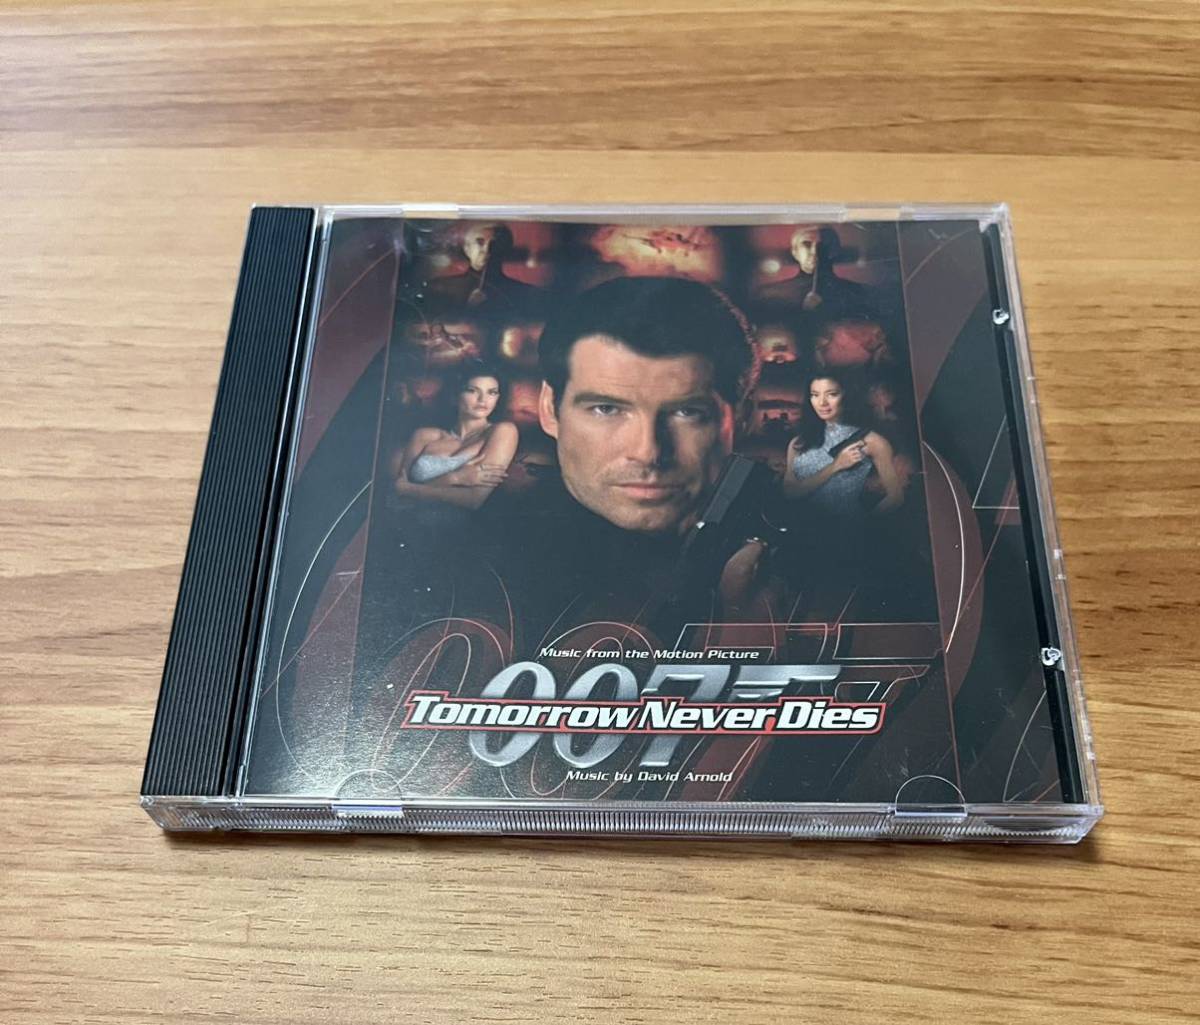 Music from the Motion Picture
007
Tomorrow Never Dies
Music by David Arnold